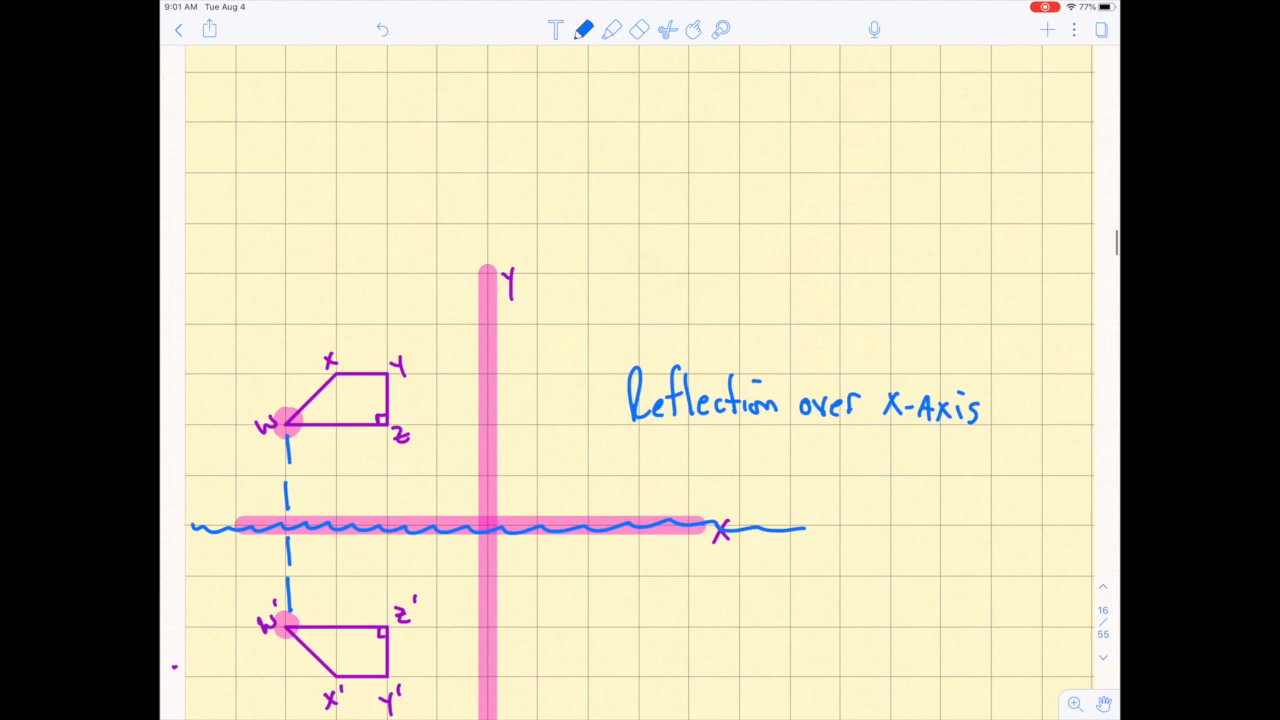 9:01 AM Tue Aug 4
77%
T
Y
X Y
Reflection over X-Axis
W Z
X
W' Z'
X' Y'
16
/
55